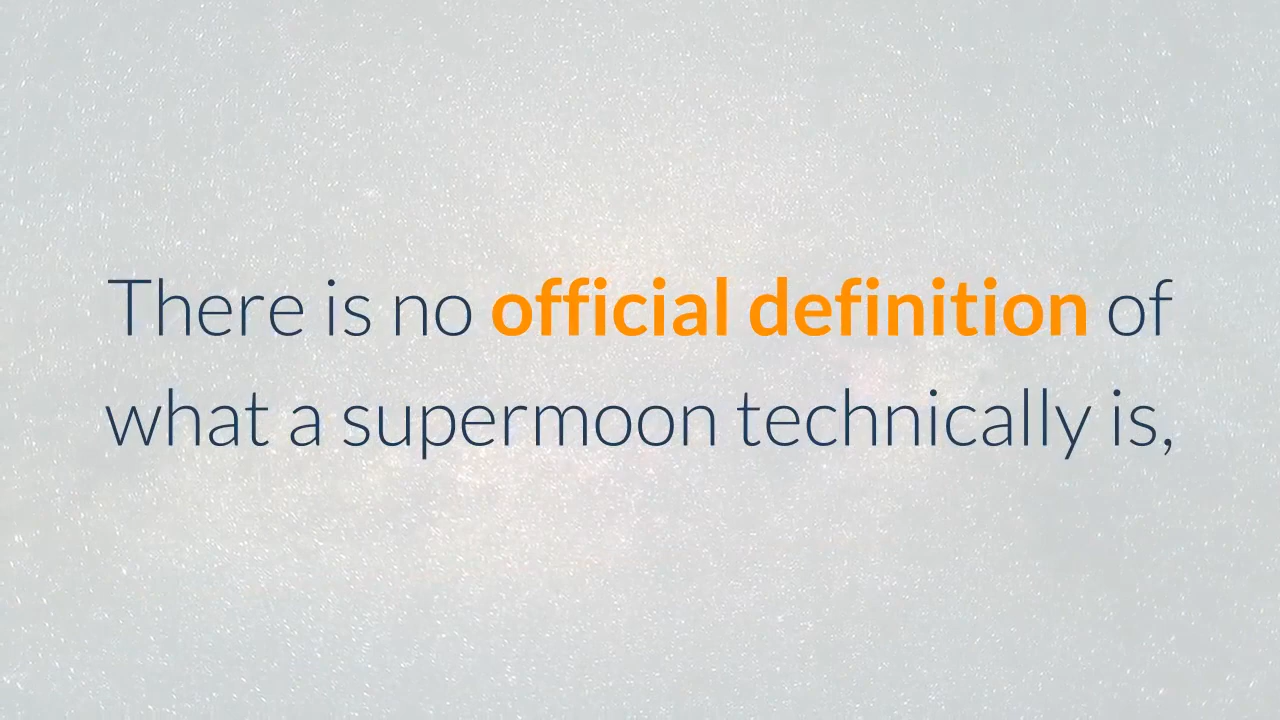 There is no official definition of
what a supermoon technically is,